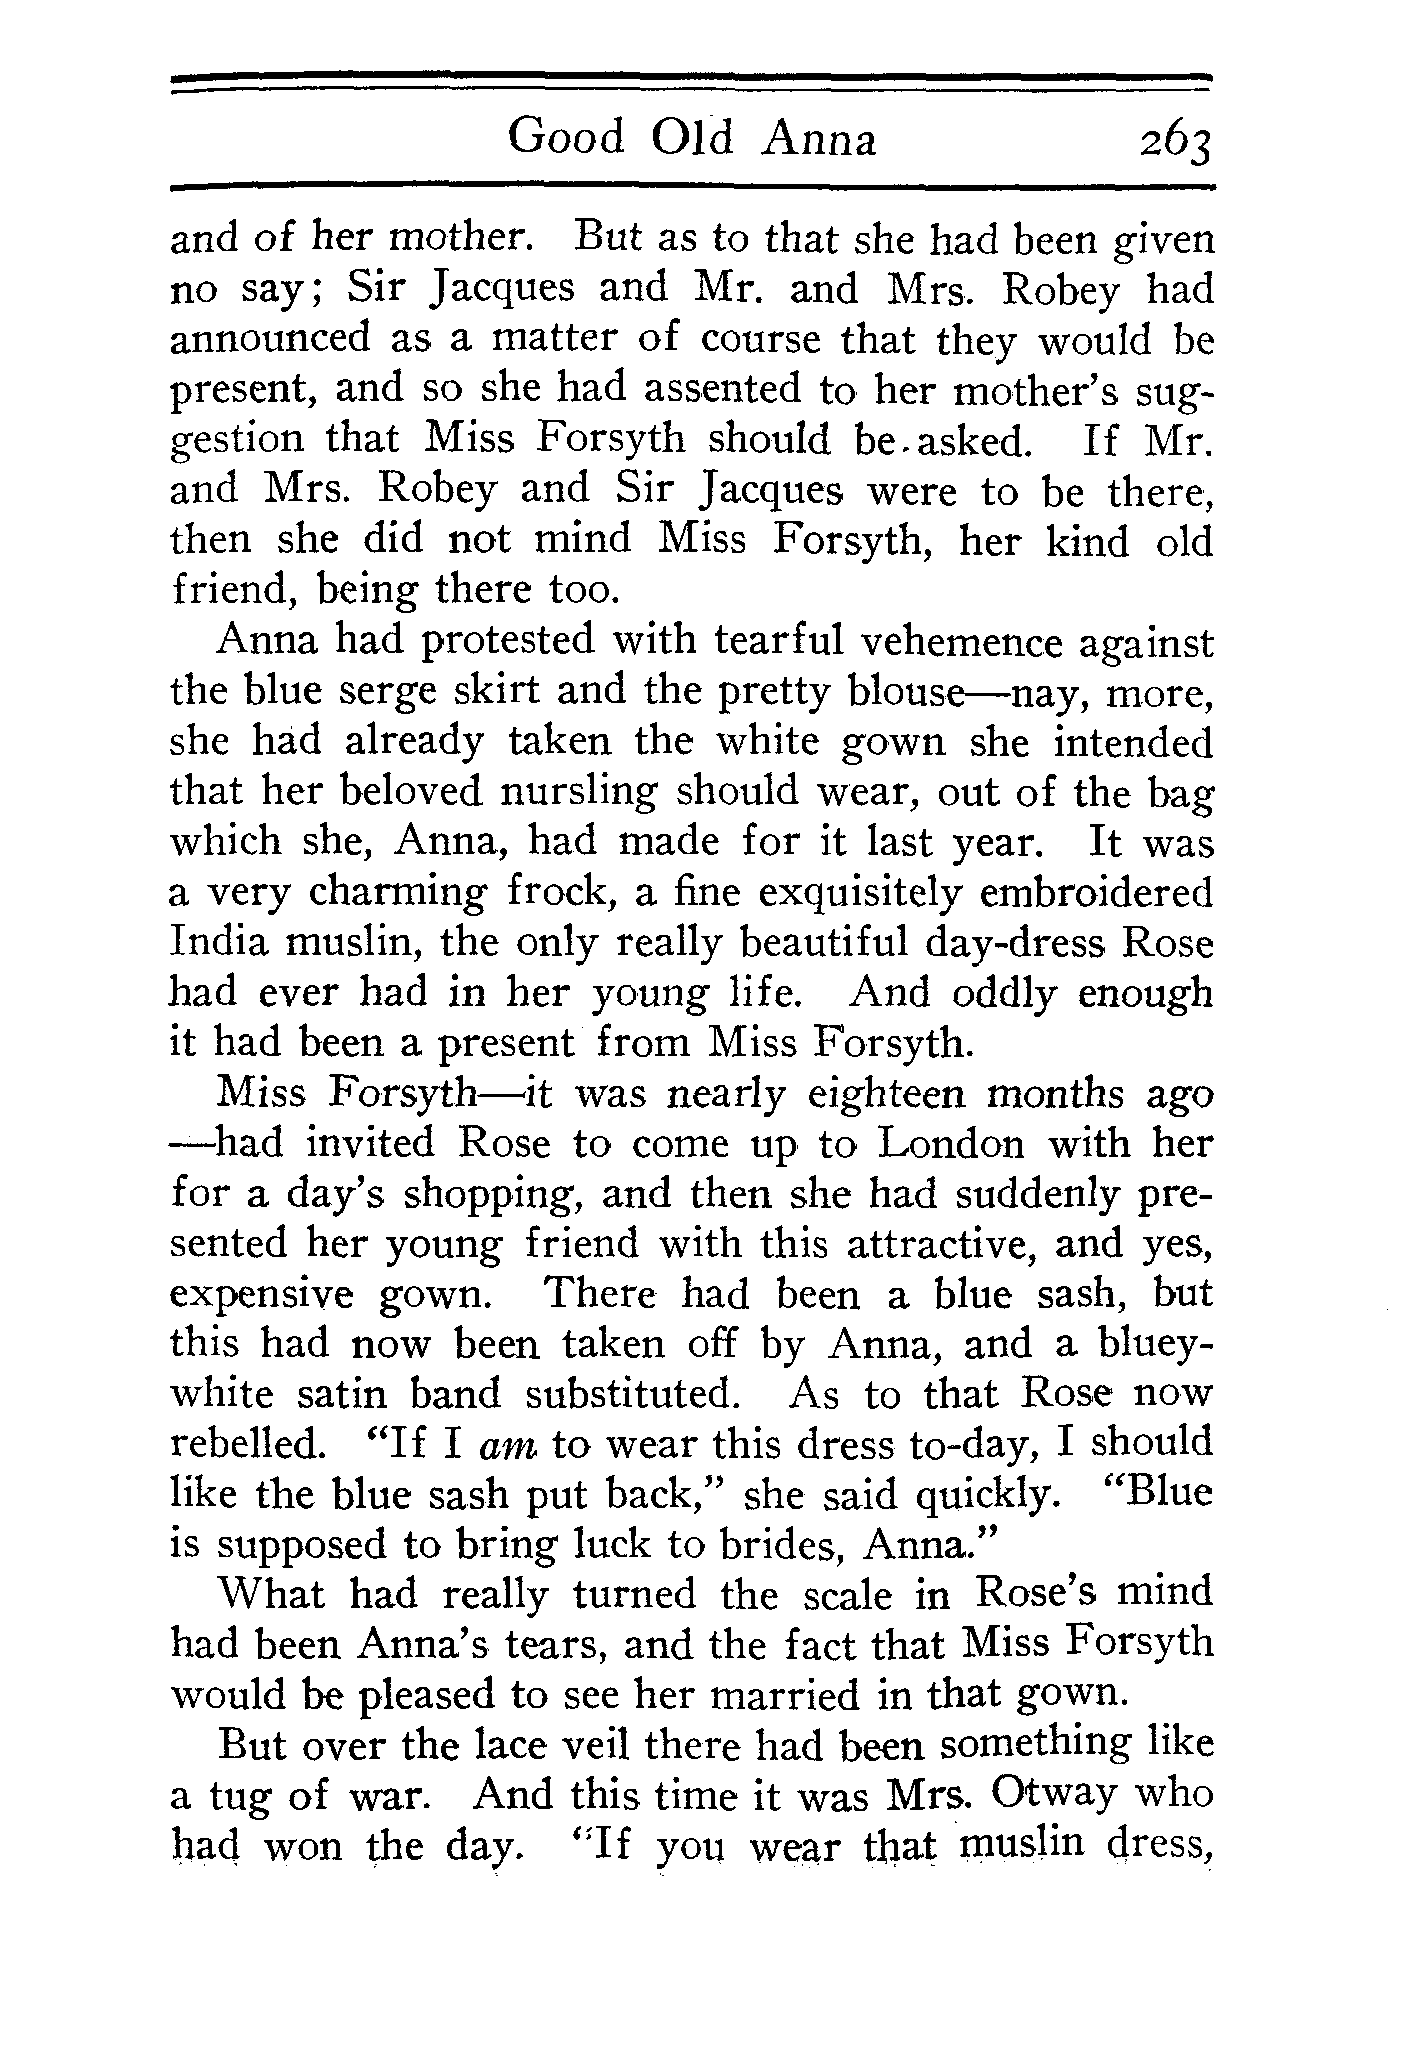 Good Old Anna 263
and of her mother. But as to that she had been given
no say; Sir Jacques and Mr. and Mrs. Robey had
announced as a matter of course that they would be
present, and so she had assented to her mother's sug-
gestion that Miss Forsyth should be asked. If Mr.
and Mrs. Robey and Sir Jacques were to be there,
then she did not mind Miss Forsyth, her kind old
friend, being there too.
Anna had protested with tearful vehemence against
the blue serge skirt and the pretty blouse—nay, more,
she had already taken the white gown she intended
that her beloved nursling should wear, out of the bag
which she, Anna, had made for it last year. It was
a very charming frock, a fine exquisitely embroidered
India muslin, the only really beautiful day-dress Rose
had ever had in her young life. And oddly enough
it had been a present from Miss Forsyth.
Miss Forsyth—it was nearly eighteen months ago
—had invited Rose to come up to London with her
for a day's shopping, and then she had suddenly pre-
sented her young friend with this attractive, and yes,
expensive gown. There had been a blue sash, but
this had now been taken off by Anna, and a bluey-
white satin band substituted. As to that Rose now
rebelled. "If I am to wear this dress to-day, I should
like the blue sash put back," she said quickly. "Blue
is supposed to bring luck to brides, Anna."
What had really turned the scale in Rose's mind
had been Anna's tears, and the fact that Miss Forsyth
would be pleased to see her married in that gown.
But over the lace veil there had been something like
a tug of war. And this time it was Mrs. Otway who
had won the day. "If you wear that muslin dress,